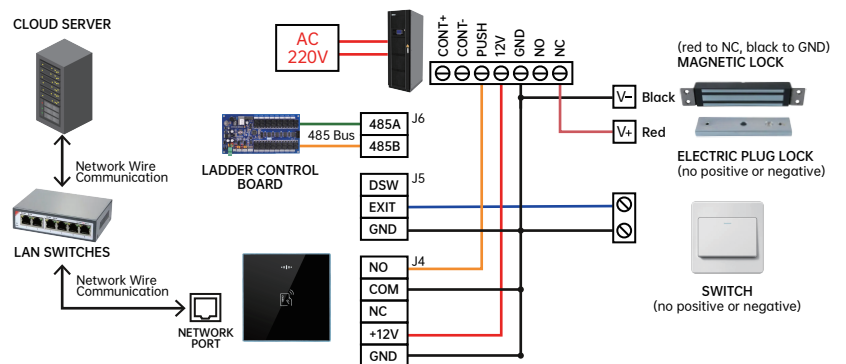 CLOUD SERVER
AC
220V
CONT+
CONT-
PUSH
12V
GND
NO
NC
(red to NC, black to GND)
MAGNETIC LOCK
V-
Black
V+
Red
ELECTRIC PLUG LOCK
(no positive or negative)
485 Bus
485A
J6
485B
LADDER CONTROL
BOARD
Network Wire
Communication
DSW
J5
EXIT
GND
LAN SWITCHES
SWITCH
(no positive or negative)
NO
J4
COM
NC
+12V
GND
Network Wire
Communication
NETWORK
PORT